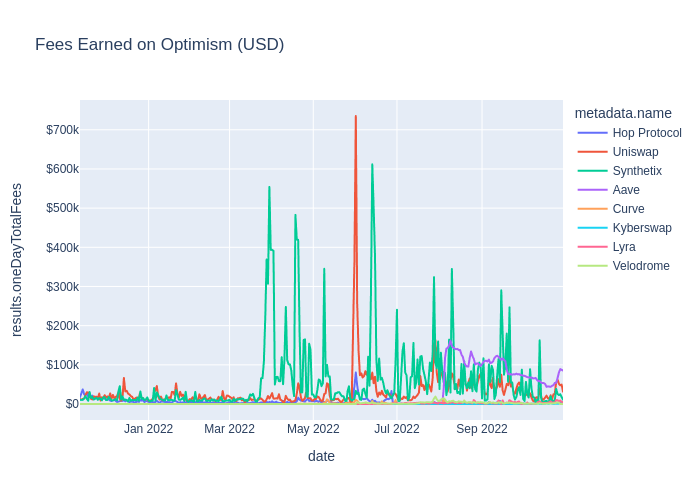 Fees Earned on Optimism (USD)
metadata.name
Hop Protocol
Uniswap
Synthetix
Aave
Curve
Kyberswap
Lyra
Velodrome
results.oneDayTotalFees
$700k
$600k
$500k
$400k
$300k
$200k
$100k
$0
Jan 2022
Mar 2022
May 2022
Jul 2022
Sep 2022
date